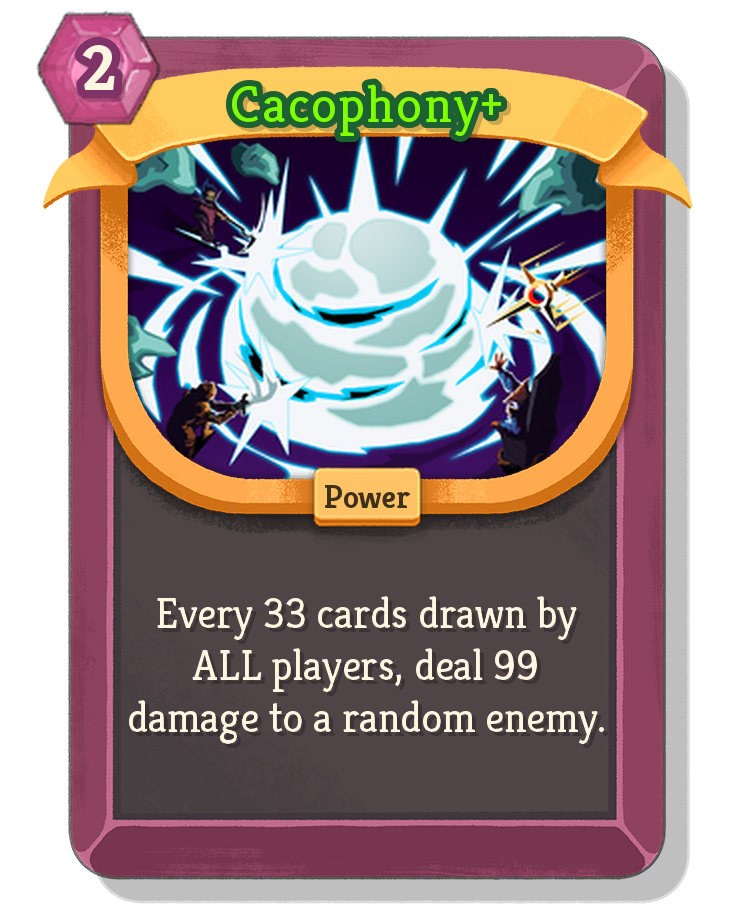 2
Cacophony+
Power
Every 33 cards drawn by
ALL players, deal 99
damage to a random enemy.